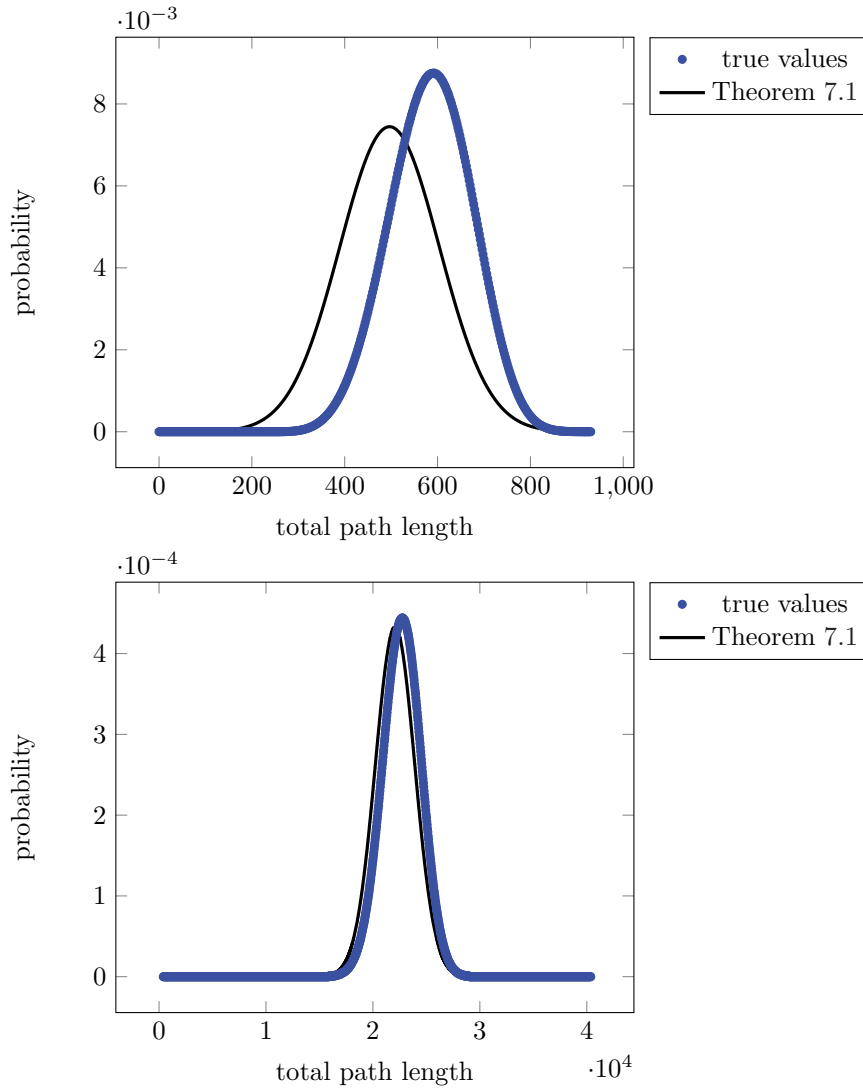 ·10−3
8
6
4
2
0
probability
0 200 400 600 800 1,000
total path length
true values
Theorem 7.1
·10−4
4
3
2
1
0
probability
0 1 2 3 4
·10⁴
total path length
true values
Theorem 7.1